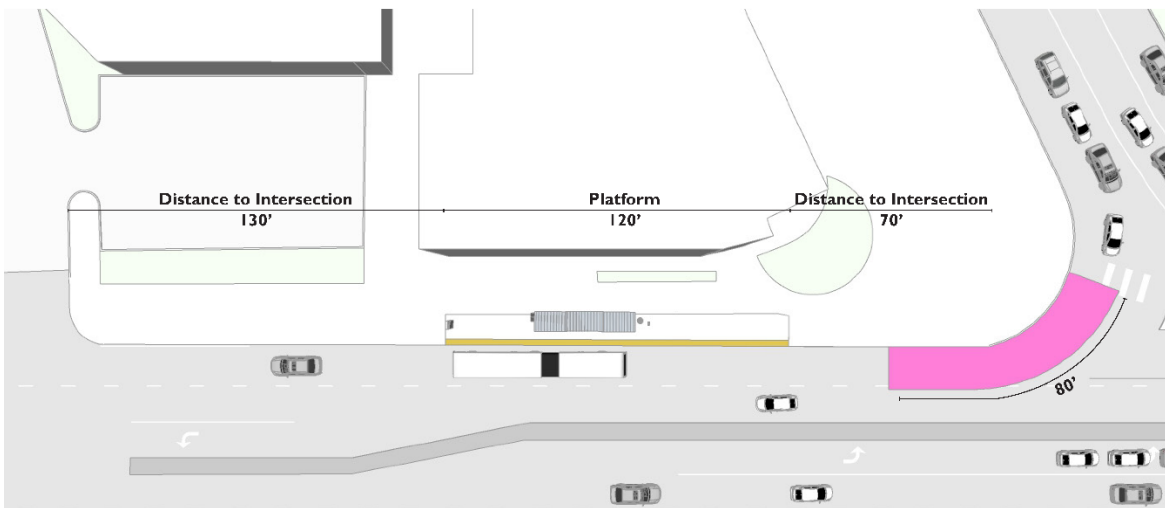 Distance to Intersection
130’
Platform
120’
Distance to Intersection
70’
80’